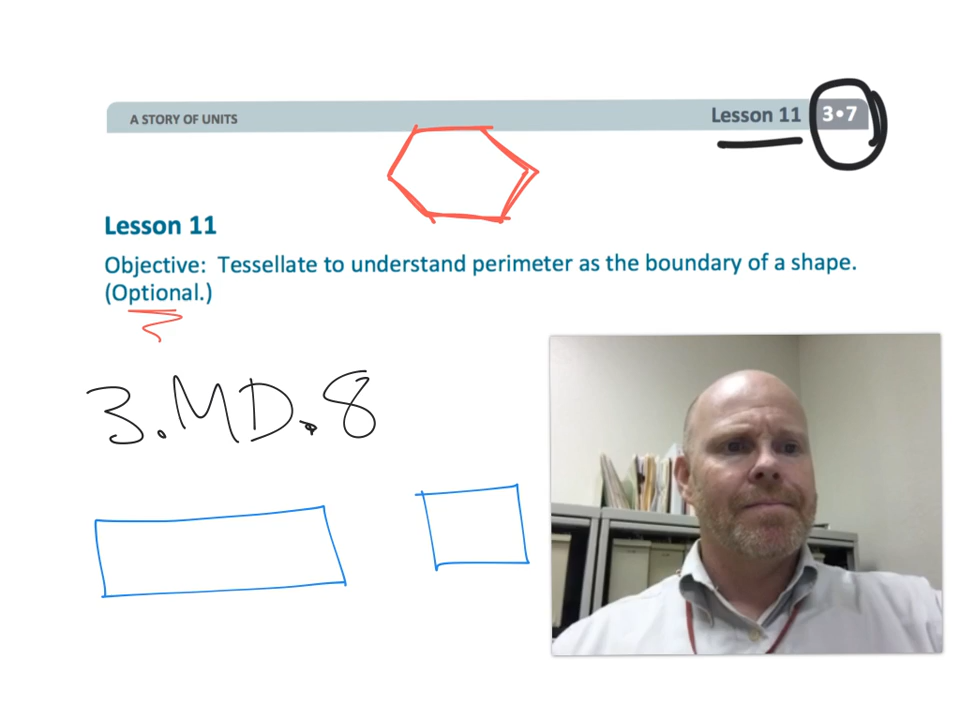 A STORY OF UNITS
Lesson 11 3•7
Lesson 11
Objective: Tessellate to understand perimeter as the boundary of a shape.
(Optional.)
3.MD.8